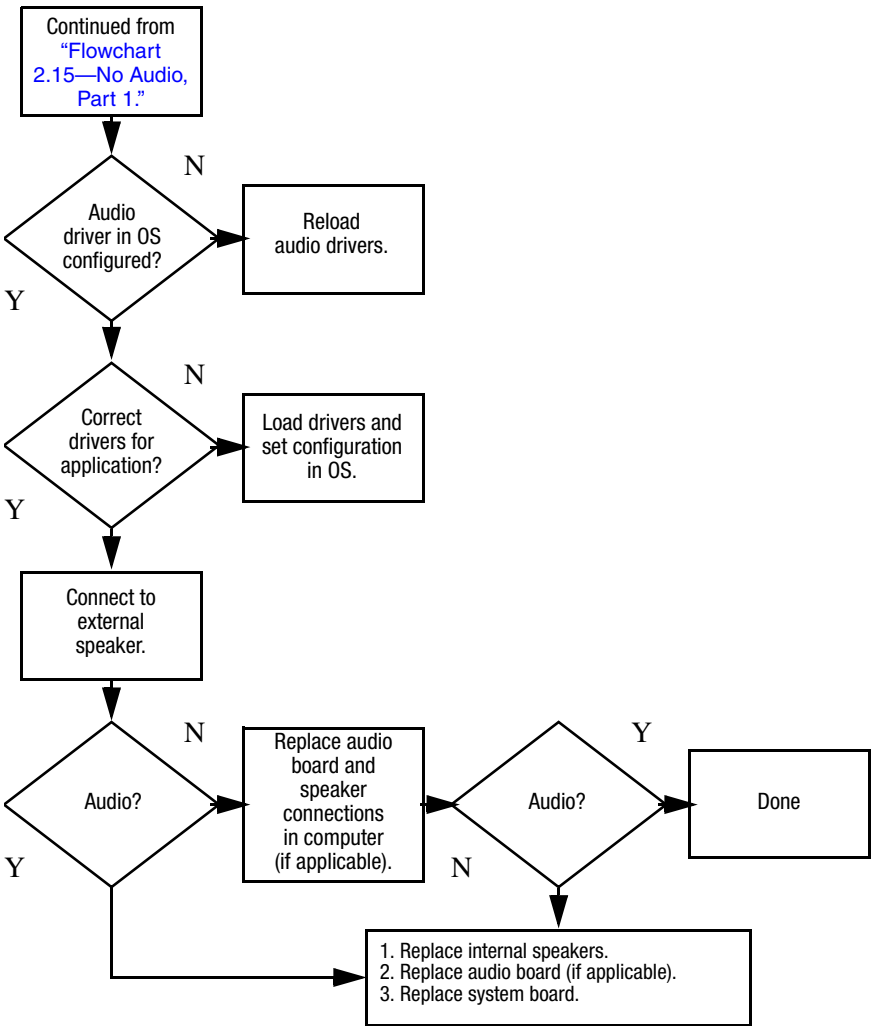 Continued from
“Flowchart
2.15—No Audio,
Part 1.”
N
Audio
driver in OS
configured?
Reload
audio drivers.
Y
N
Correct
drivers for
application?
Load drivers and
set configuration
in OS.
Y
Connect to
external
speaker.
N
Audio?
Y
Replace audio
board and
speaker
connections
in computer
(if applicable).
Y
Audio?
N
Done
1. Replace internal speakers.
2. Replace audio board (if applicable).
3. Replace system board.